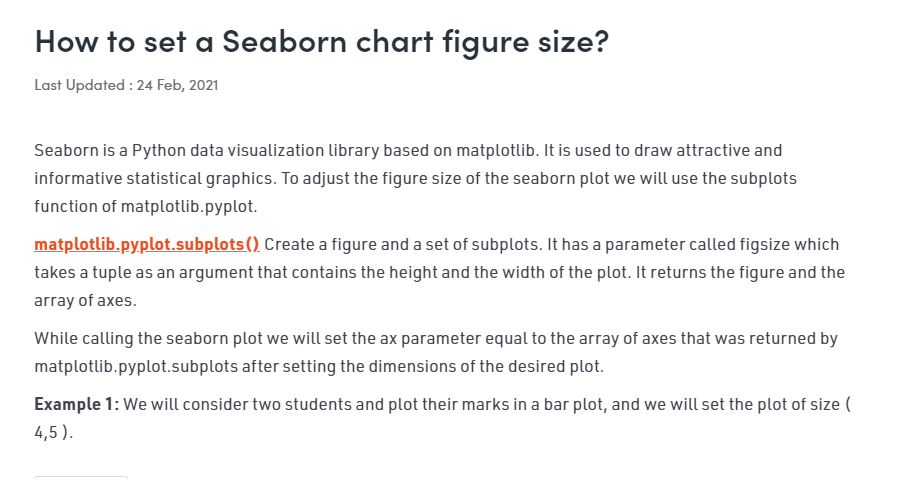 How to set a Seaborn chart figure size?
Last Updated : 24 Feb, 2021
Seaborn is a Python data visualization library based on matplotlib. It is used to draw attractive and
informative statistical graphics. To adjust the figure size of the seaborn plot we will use the subplots
function of matplotlib.pyplot.
matplotlib.pyplot.subplots() Create a figure and a set of subplots. It has a parameter called figsize which
takes a tuple as an argument that contains the height and the width of the plot. It returns the figure and the
array of axes.
While calling the seaborn plot we will set the ax parameter equal to the array of axes that was returned by
matplotlib.pyplot.subplots after setting the dimensions of the desired plot.
Example 1: We will consider two students and plot their marks in a bar plot, and we will set the plot of size (
4,5 ).